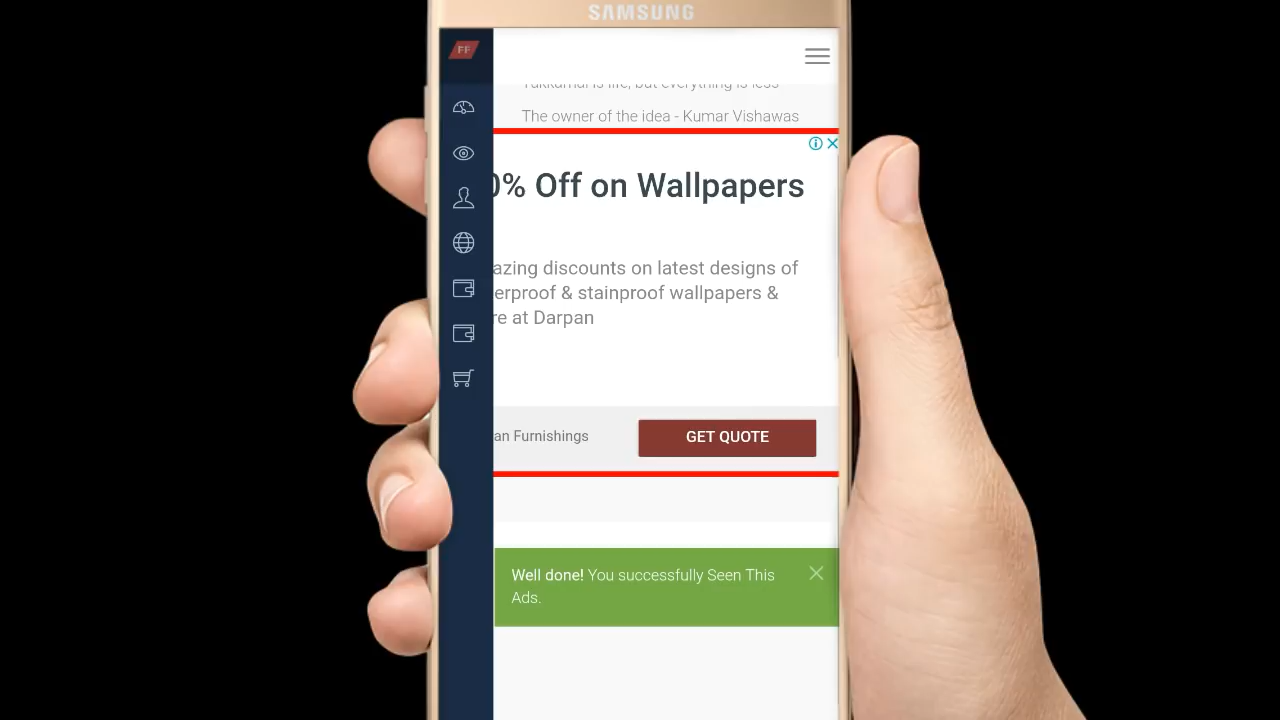 SAMSUNG
FF
Yakkamai is life, but everything is less
The owner of the idea - Kumar Vishawas
0% Off on Wallpapers
azing discounts on latest designs of
erproof & stainproof wallpapers &
re at Darpan
an Furnishings
GET QUOTE
Well done! You successfully Seen This
Ads.